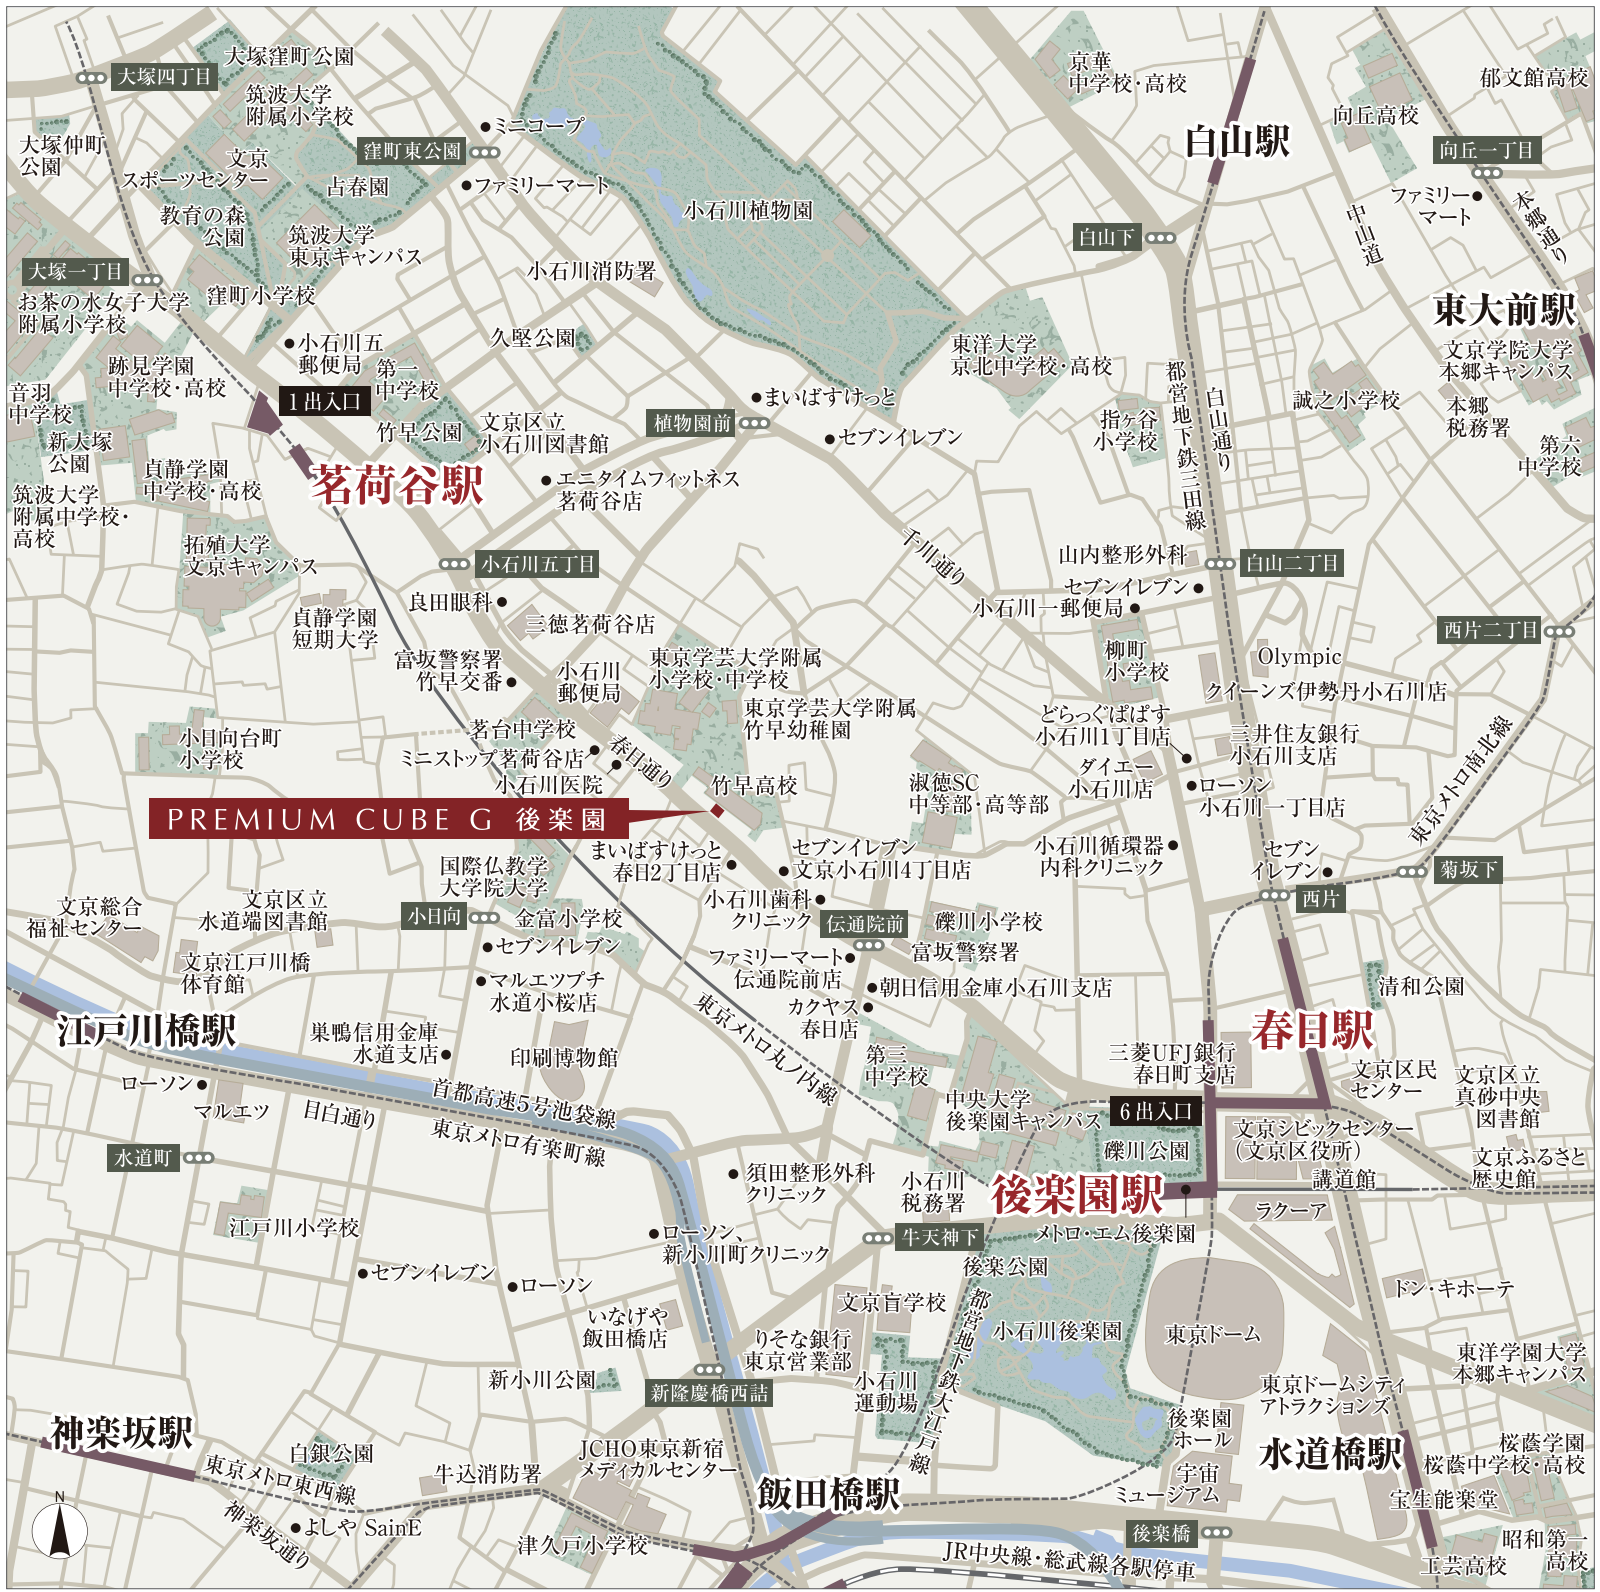 大塚四丁目
大塚窪町公園
筑波大学
附属小学校
京華
中学校・高校
郁文館高校
向丘高校
大塚仲町
公園
ミニコープ
窪町東公園
白山駅
向丘一丁目
文京
スポーツセンター
占春園
ファミリーマート
ファミリー
マート
本郷通り
中山道
教育の森
公園
小石川植物園
筑波大学
東京キャンパス
白山下
大塚一丁目
小石川消防署
お茶の水女子大学
附属小学校
窪町小学校
東大前駅
小石川五
郵便局
久堅公園
東洋大学
京北中学校・高校
文京学院大学
本郷キャンパス
跡見学園
中学校・高校
第一
中学校
都営地下鉄三田線
白山通り
音羽
中学校
1出入口
まいばすけっと
誠之小学校
本郷
税務署
新大塚
公園
竹早公園
文京区立
小石川図書館
植物園前
セブンイレブン
指ヶ谷
小学校
第六
中学校
貞静学園
中学校・高校
茗荷谷駅
エニタイムフィットネス
茗荷谷店
筑波大学
附属中学校・
高校
拓殖大学
文京キャンパス
千川通り
小石川五丁目
山内整形外科
白山二丁目
セブンイレブン
小石川一郵便局
良田眼科
貞静学園
短期大学
三徳茗荷谷店
西片二丁目
富坂警察署
竹早交番
小石川
郵便局
東京学芸大学附属
小学校・中学校
柳町
小学校
Olympic
クイーンズ伊勢丹小石川店
東京学芸大学附属
竹早幼稚園
どらっぐぱぱす
小石川1丁目店
三井住友銀行
小石川支店
東京メトロ南北線
小日向台町
小学校
茗台中学校
ミニストップ茗荷谷店
春日通り
小石川医院
竹早高校
淑徳SC
中等部・高等部
ダイエー
小石川店
ローソン
小石川一丁目店
PREMIUM CUBE G 後楽園
国際仏教学
大学院大学
まいばすけっと
春日2丁目店
セブンイレブン
文京小石川4丁目店
小石川循環器
内科クリニック
セブン
イレブン
菊坂下
西片
文京総合
福祉センター
文京区立
水道端図書館
小日向
金富小学校
小石川歯科
クリニック
伝通院前
礫川小学校
富坂警察署
セブンイレブン
文京江戸川橋
体育館
マルエツプチ
水道小桜店
ファミリーマート
伝通院前店
朝日信用金庫小石川支店
カクヤス
春日店
清和公園
東京メトロ丸ノ内線
江戸川橋駅
巣鴨信用金庫
水道支店
印刷博物館
春日駅
第三
中学校
三菱UFJ銀行
春日町支店
文京区民
センター
文京区立
真砂中央
図書館
ローソン
マルエツ
目白通り
首都高速5号池袋線
東京メトロ有楽町線
中央大学
後楽園キャンパス
6出入口
礫川公園
文京シビックセンター
(文京区役所)
水道町
須田整形外科
クリニック
小石川
税務署
後楽園駅
講道館
文京ふるさと
歴史館
江戸川小学校
ローソン、
新小川町クリニック
牛天神下
メトロ・エム後楽園
ラクーア
セブンイレブン
ローソン
後楽公園
ドン・キホーテ
いなげや
飯田橋店
文京盲学校
都営地下鉄大江戸線
小石川後楽園
東京ドーム
りそな銀行
東京営業部
新小川公園
新隆慶橋西詰
小石川
運動場
東洋学園大学
本郷キャンパス
東京ドームシティ
アトラクションズ
神楽坂駅
後楽園
ホール
水道橋駅
桜蔭学園
桜蔭中学校・高校
白銀公園
東京メトロ東西線
牛込消防署
JCHO東京新宿
メディカルセンター
飯田橋駅
宇宙
ミュージアム
宝生能楽堂
N
神楽坂通り
よしや SainE
津久戸小学校
後楽橋
JR中央線・総武線各駅停車
工芸高校
昭和第一
高校